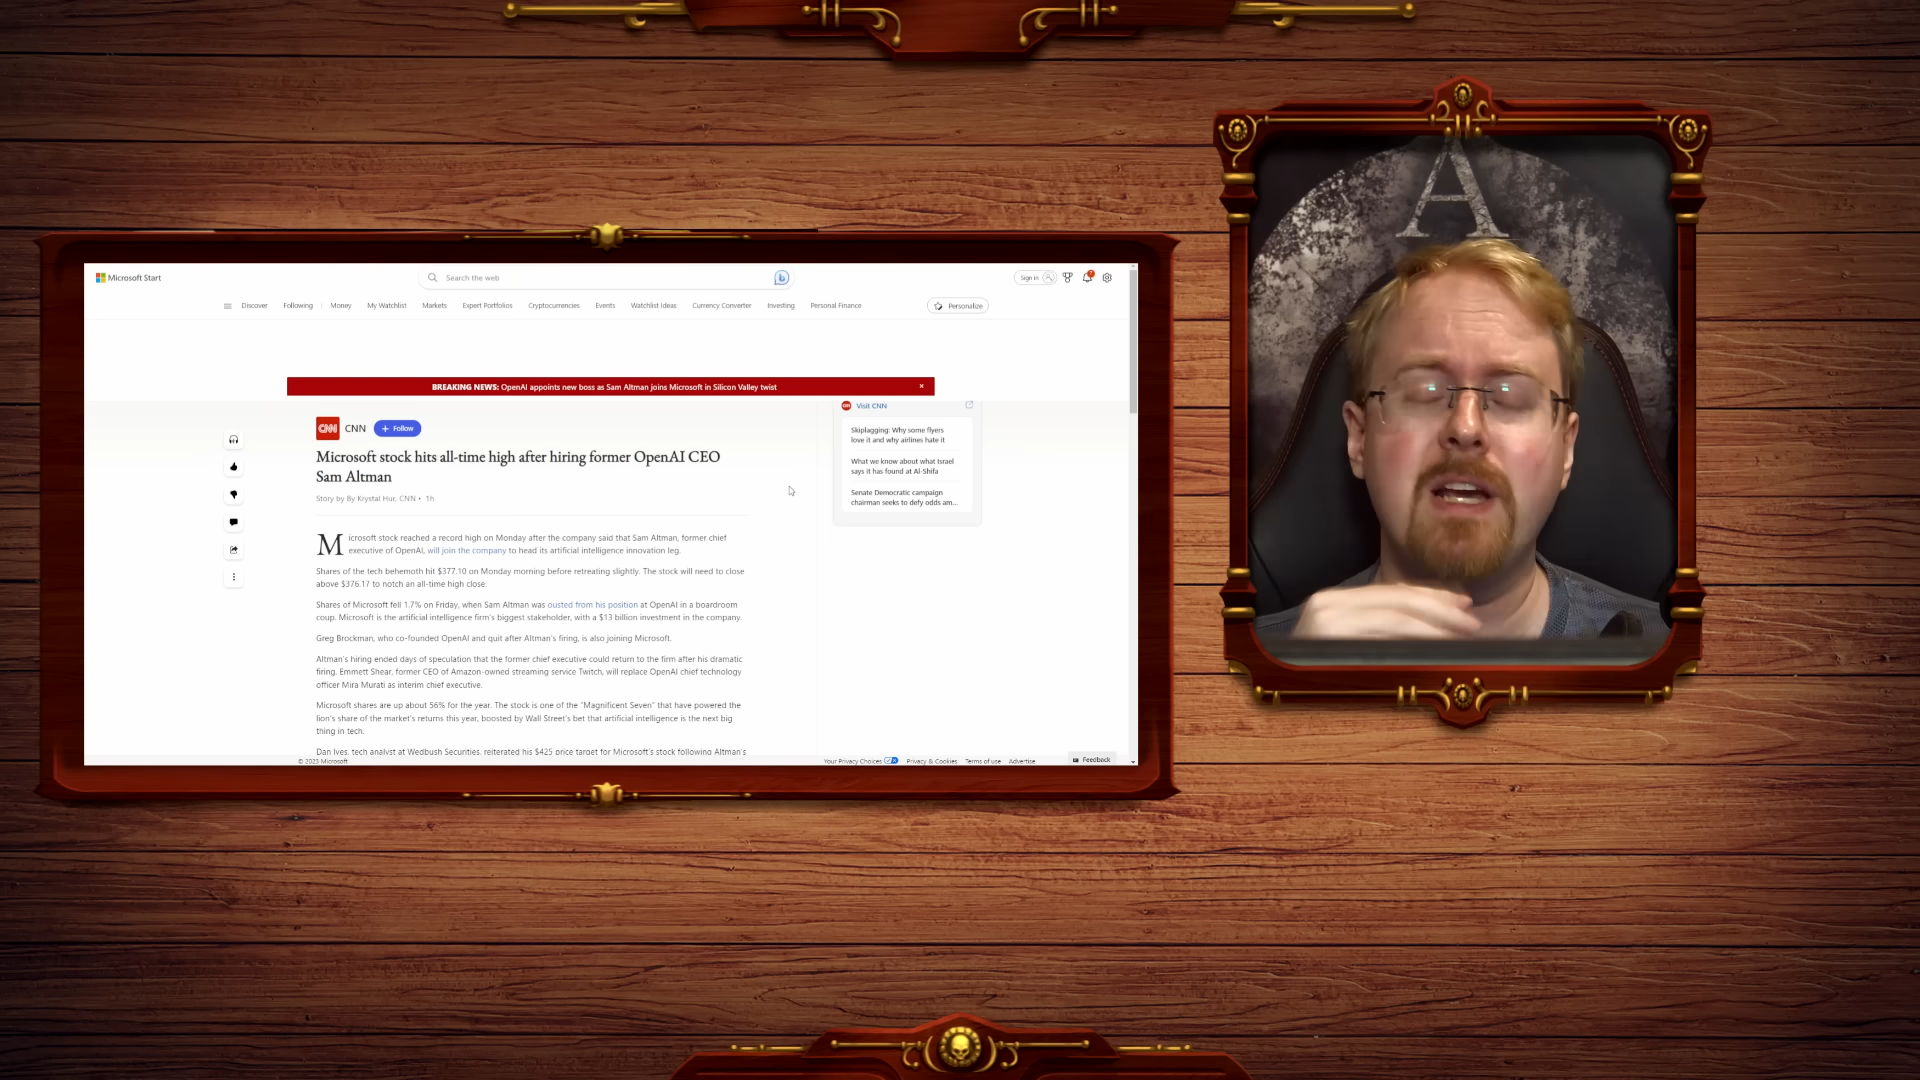 A
Microsoft Start
Search the web
Sign in
Discover Following Money My Watchlist Markets Expert Portfolios Cryptocurrencies Events Watchlist Ideas Currency Converter Investing Personal Finance
Personalize
BREAKING NEWS: OpenAI appoints new boss as Sam Altman joins Microsoft in Silicon Valley twist
CNN CNN + Follow
Microsoft stock hits all-time high after hiring former OpenAI CEO
Sam Altman
Story by By Krystal Hur, CNN • 1h
Microsoft stock reached a record high on Monday after the company said that Sam Altman, former chief
executive of OpenAI, will join the company to head its artificial intelligence innovation leg.
Shares of the tech behemoth hit $377.10 on Monday morning before retreating slightly. The stock will need to close
above $376.17 to notch an all-time high close.
Shares of Microsoft fell 1.7% on Friday, when Sam Altman was ousted from his position at OpenAI in a boardroom
coup. Microsoft is the artificial intelligence firm's biggest stakeholder, with a $13 billion investment in the company.
Greg Brockman, who co-founded OpenAI and quit after Altman's firing, is also joining Microsoft.
Altman's hiring ended days of speculation that the former chief executive could return to the firm after his dramatic
firing. Emmett Shear, former CEO of Amazon-owned streaming service Twitch, will replace OpenAI chief technology
officer Mira Murati as interim chief executive.
Microsoft shares are up about 56% for the year. The stock is one of the "Magnificent Seven" that have powered the
lion's share of the market's returns this year, boosted by Wall Street's bet that artificial intelligence is the next big
thing in tech.
Dan Ives, tech analyst at Wedbush Securities, reiterated his $425 price target for Microsoft's stock following Altman's
Visit CNN
Skiplagging: Why some flyers
love it and why airlines hate it
What we know about what Israel
says it has found at Al-Shifa
Senate Democratic campaign
chairman seeks to defy odds am...
© 2023 Microsoft
Your Privacy Choices Privacy & Cookies Terms of use Advertise
Feedback